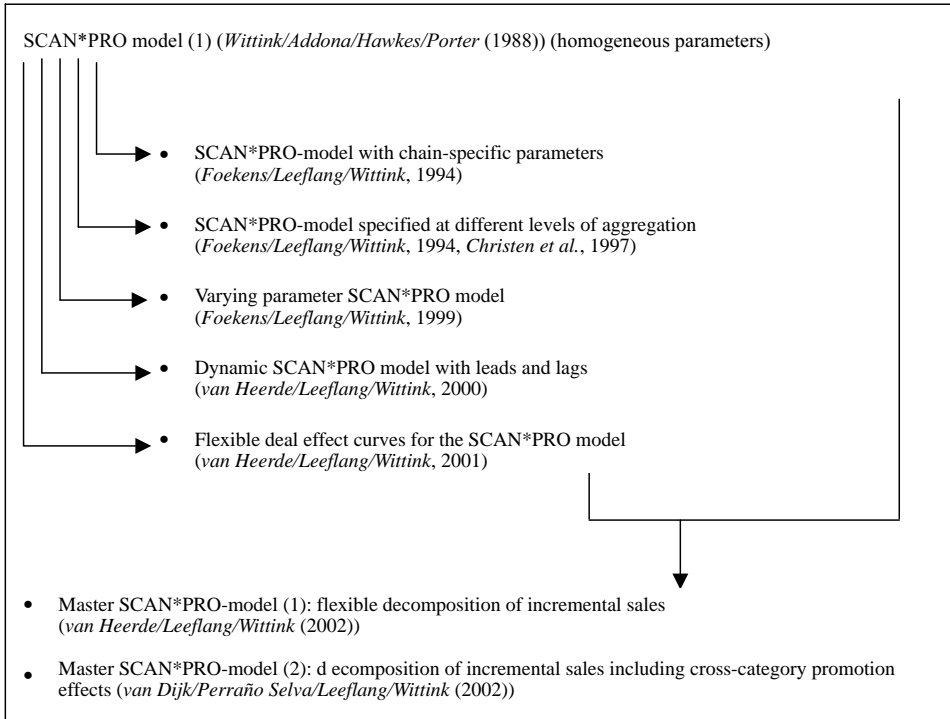 SCAN*PRO model (1) (Wittink/Addona/Hawkes/Porter (1988)) (homogeneous parameters)
• SCAN*PRO-model with chain-specific parameters
(Foekens/Leeflang/Wittink, 1994)
• SCAN*PRO-model specified at different levels of aggregation
(Foekens/Leeflang/Wittink, 1994, Christen et al., 1997)
• Varying parameter SCAN*PRO model
(Foekens/Leeflang/Wittink, 1999)
• Dynamic SCAN*PRO model with leads and lags
(van Heerde/Leeflang/Wittink, 2000)
• Flexible deal effect curves for the SCAN*PRO model
(van Heerde/Leeflang/Wittink, 2001)
• Master SCAN*PRO-model (1): flexible decomposition of incremental sales
(van Heerde/Leeflang/Wittink (2002))
• Master SCAN*PRO-model (2): d ecomposition of incremental sales including cross-category promotion
effects (van Dijk/Perraño Selva/Leeflang/Wittink (2002))